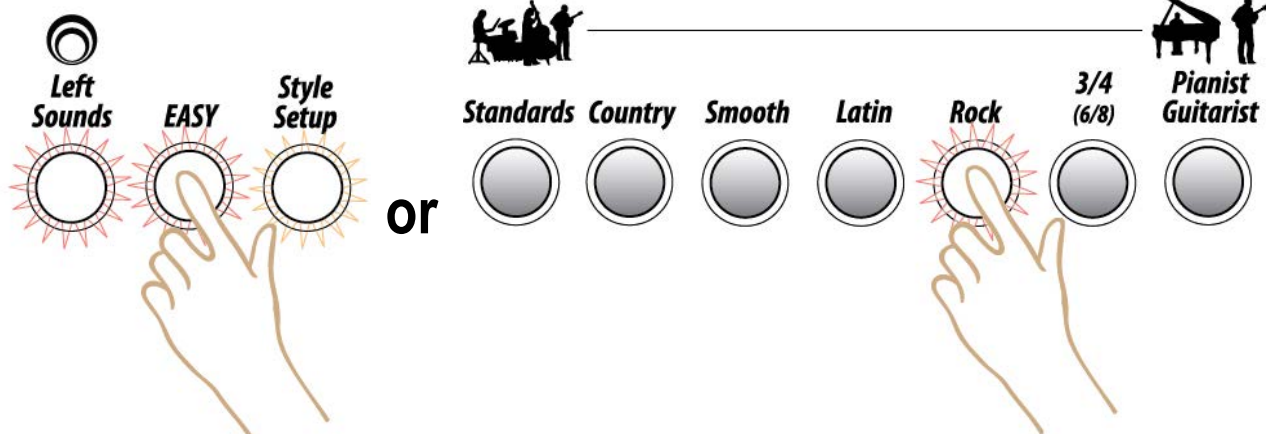 Left
Sounds
EASY
Style
Setup
or
Standards
Country
Smooth
Latin
Rock
3/4
(6/8)
Pianist
Guitarist